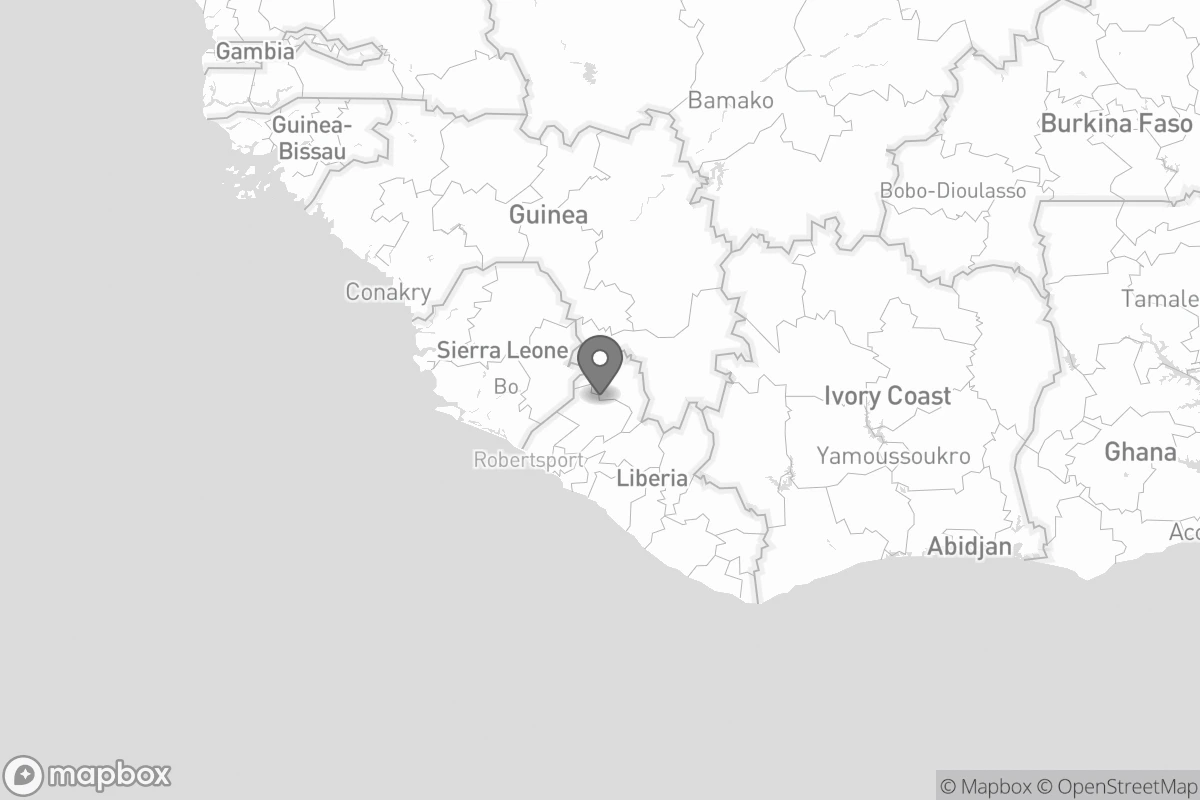 Gambia
Bamako
Burkina Faso
Guinea-
Bissau
Bobo-Dioulasso
Guinea
Conakry
Tamale
Sierra Leone
Bo
Ivory Coast
Robertsport
Yamoussoukro
Ghana
Liberia
Abidjan
Acc
mapbox
© Mapbox © OpenStreetMap